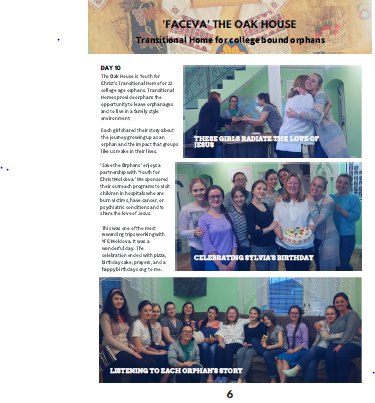 'FACEVA' THE OAK HOUSE
Transitional Home for college bound orphans
DAY 10
The Oak House is Youth for
Christ's Transitional Home for 22
college age orphans. Transitional
Homes provide orphans the
opportunity to leave orphanages
and to live in a family style
environment.
Each girl shared their story about
the journey growing up as an
orphan and the impact that groups
like us make in their lives.
THESE GIRLS RADIATE THE LOVE OF
JESUS
'Save the Orphans' enjoys a
partnership with 'Youth for
Christ Moldova.' We sponsored
their outreach programs to visit
children in hospitals who are
burn victims, have cancer, or
psychiatric conditions and to
share the love of Jesus.
This was one of the most
rewarding trips working with
YFC-Moldova. It was a
wonderful day. The
celebration ended with pizza,
birthday cake, prayers, and a
happy birthday song to me.
CELEBRATING SYLVIA'S BIRTHDAY
LISTENING TO EACH ORPHAN'S STORY
6